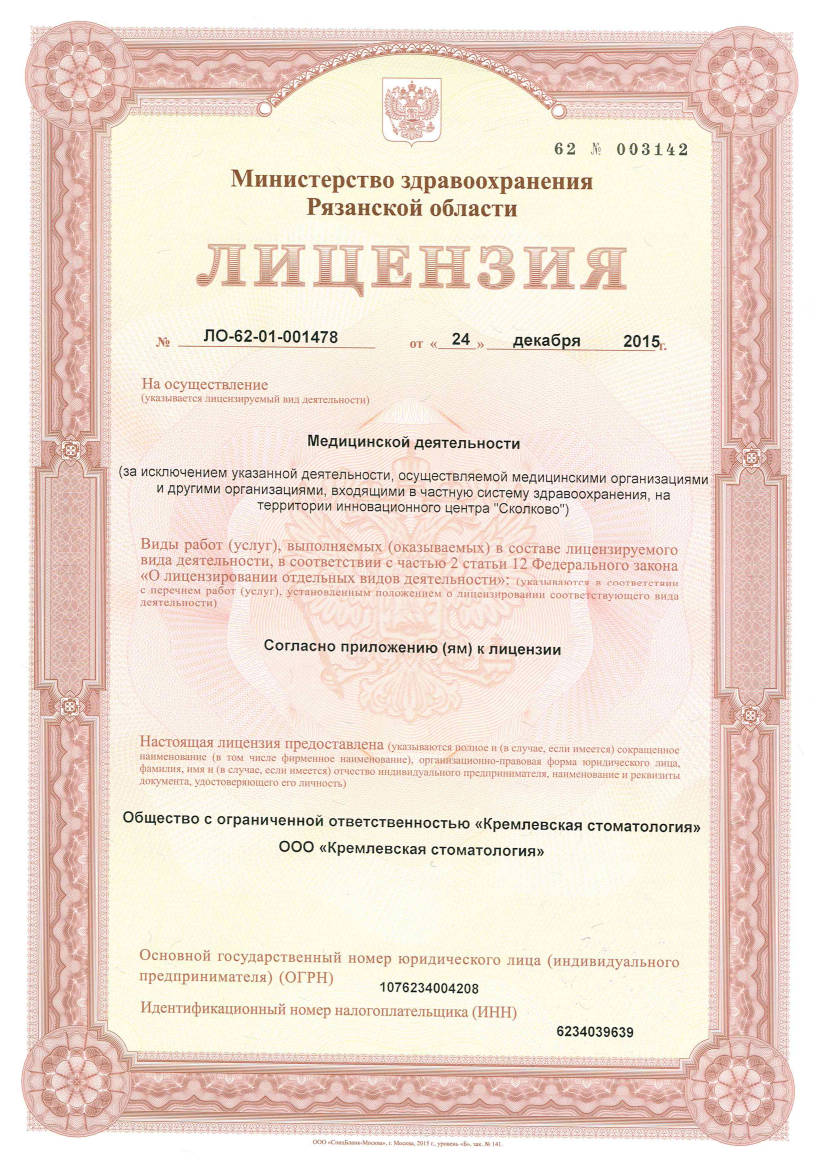 62 № 003142
Министерство здравоохранения
Рязанской области
ЛИЦЕНЗИЯ
№ ЛО-62-01-001478 от «24» декабря 2015г.
На осуществление
(указывается лицензируемый вид деятельности)
Медицинской деятельности
(за исключением указанной деятельности, осуществляемой медицинскими организациями
и другими организациями, входящими в частную систему здравоохранения, на
территории инновационного центра "Сколково")
Виды работ (услуг), выполняемых (оказываемых) в составе лицензируемого
вида деятельности, в соответствии с частью 2 статьи 12 Федерального закона
«О лицензировании отдельных видов деятельности»: (указываются в соответствии
с перечнем работ (услуг), установленным положением о лицензировании соответствующего вида
деятельности)
Согласно приложению (ям) к лицензии
Настоящая лицензия предоставлена (указываются полное и (в случае, если имеется) сокращенное
наименование (в том числе фирменное наименование), организационно-правовая форма юридического лица,
фамилия, имя и (в случае, если имеется) отчество индивидуального предпринимателя, наименование и реквизиты
документа, удостоверяющего его личность)
Общество с ограниченной ответственностью «Кремлевская стоматология»
ООО «Кремлевская стоматология»
Основной государственный номер юридического лица (индивидуального
предпринимателя) (ОГРН)
1076234004208
Идентификационный номер налогоплательщика (ИНН)
6234039639
ООО «СпецБланк-Москва», г. Москва, 2015 г., уровень «Б», зак. № 141.